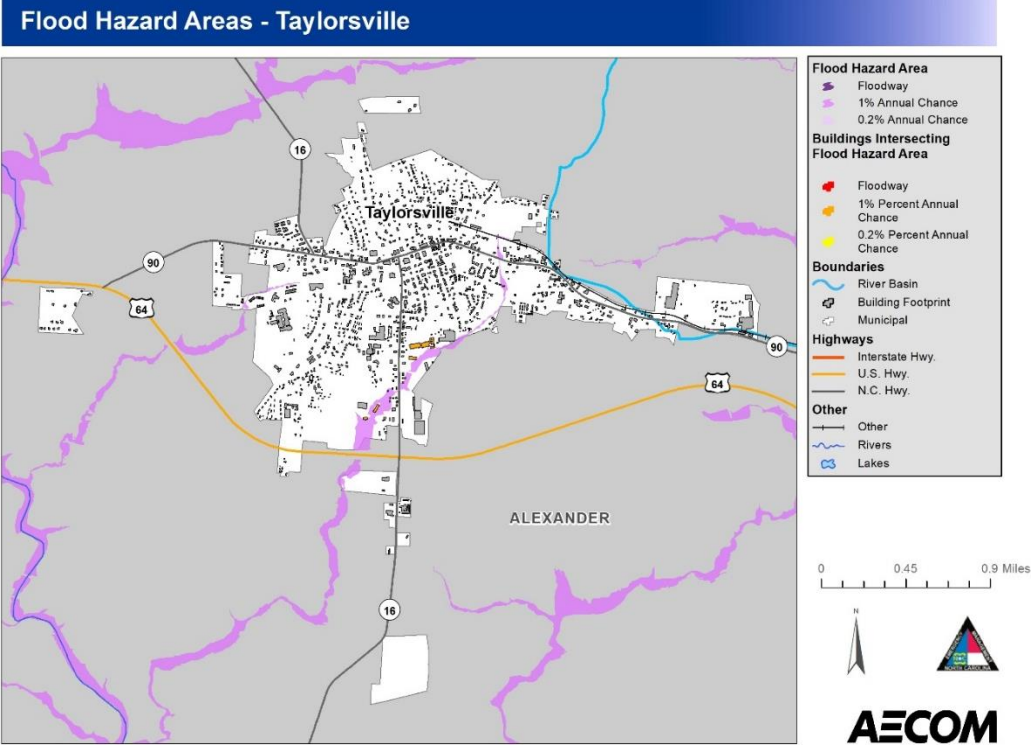 Flood Hazard Areas - Taylorsville
16
Taylorsville
90
64
90
64
ALEXANDER
16
Flood Hazard Area
Floodway
1% Annual Chance
0.2% Annual Chance
Buildings Intersecting
Flood Hazard Area
Floodway
1% Percent Annual
Chance
0.2% Percent Annual
Chance
Boundaries
River Basin
Building Footprint
Municipal
Highways
Interstate Hwy.
U.S. Hwy.
N.C. Hwy.
Other
Other
Rivers
Lakes
0 0.45 0.9 Miles
N
NORTH CAROLINA
AECOM